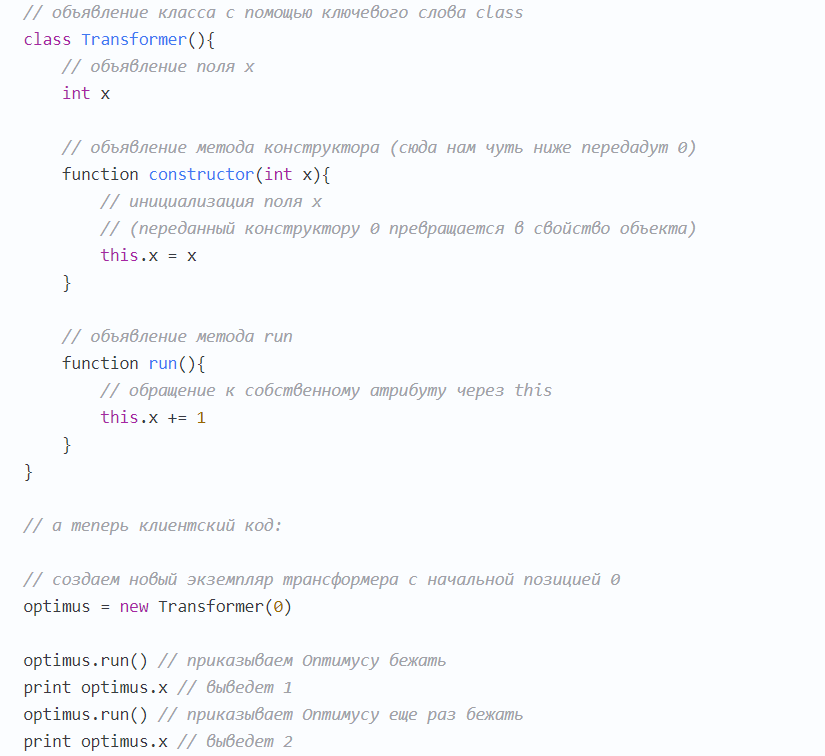 // объявление класса с помощью ключевого слова class
class Transformer(){
    // объявление поля x
    int x

    // объявление метода конструктора (сюда нам чуть ниже передадут 0)
    function constructor(int x){
        // инициализация поля x
        // (переданный конструктору 0 превращается в свойство объекта)
        this.x = x
    }

    // объявление метода run
    function run(){
        // обращение к собственному атрибуту через this
        this.x += 1
    }
}

// а теперь клиентский код:

// создаем новый экземпляр трансформера с начальной позицией 0
optimus = new Transformer(0)

optimus.run() // приказываем Оптимусу бежать
print optimus.x // выведет 1
optimus.run() // приказывает Оптимусу еще раз бежать
print optimus.x // выведет 2